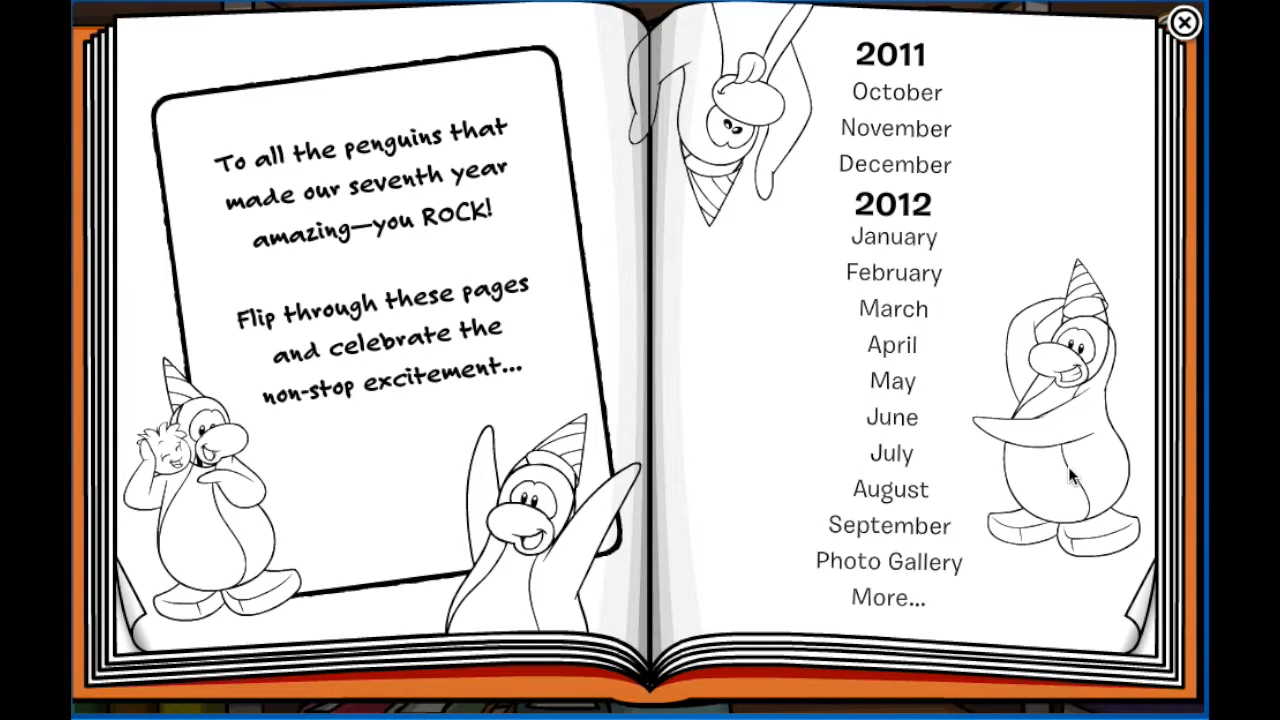 To all the penguins that
made our seventh year
amazing—you ROCK!
Flip through these pages
and celebrate the
non-stop excitement...
2011
October
November
December
2012
January
February
March
April
May
June
July
August
September
Photo Gallery
More...